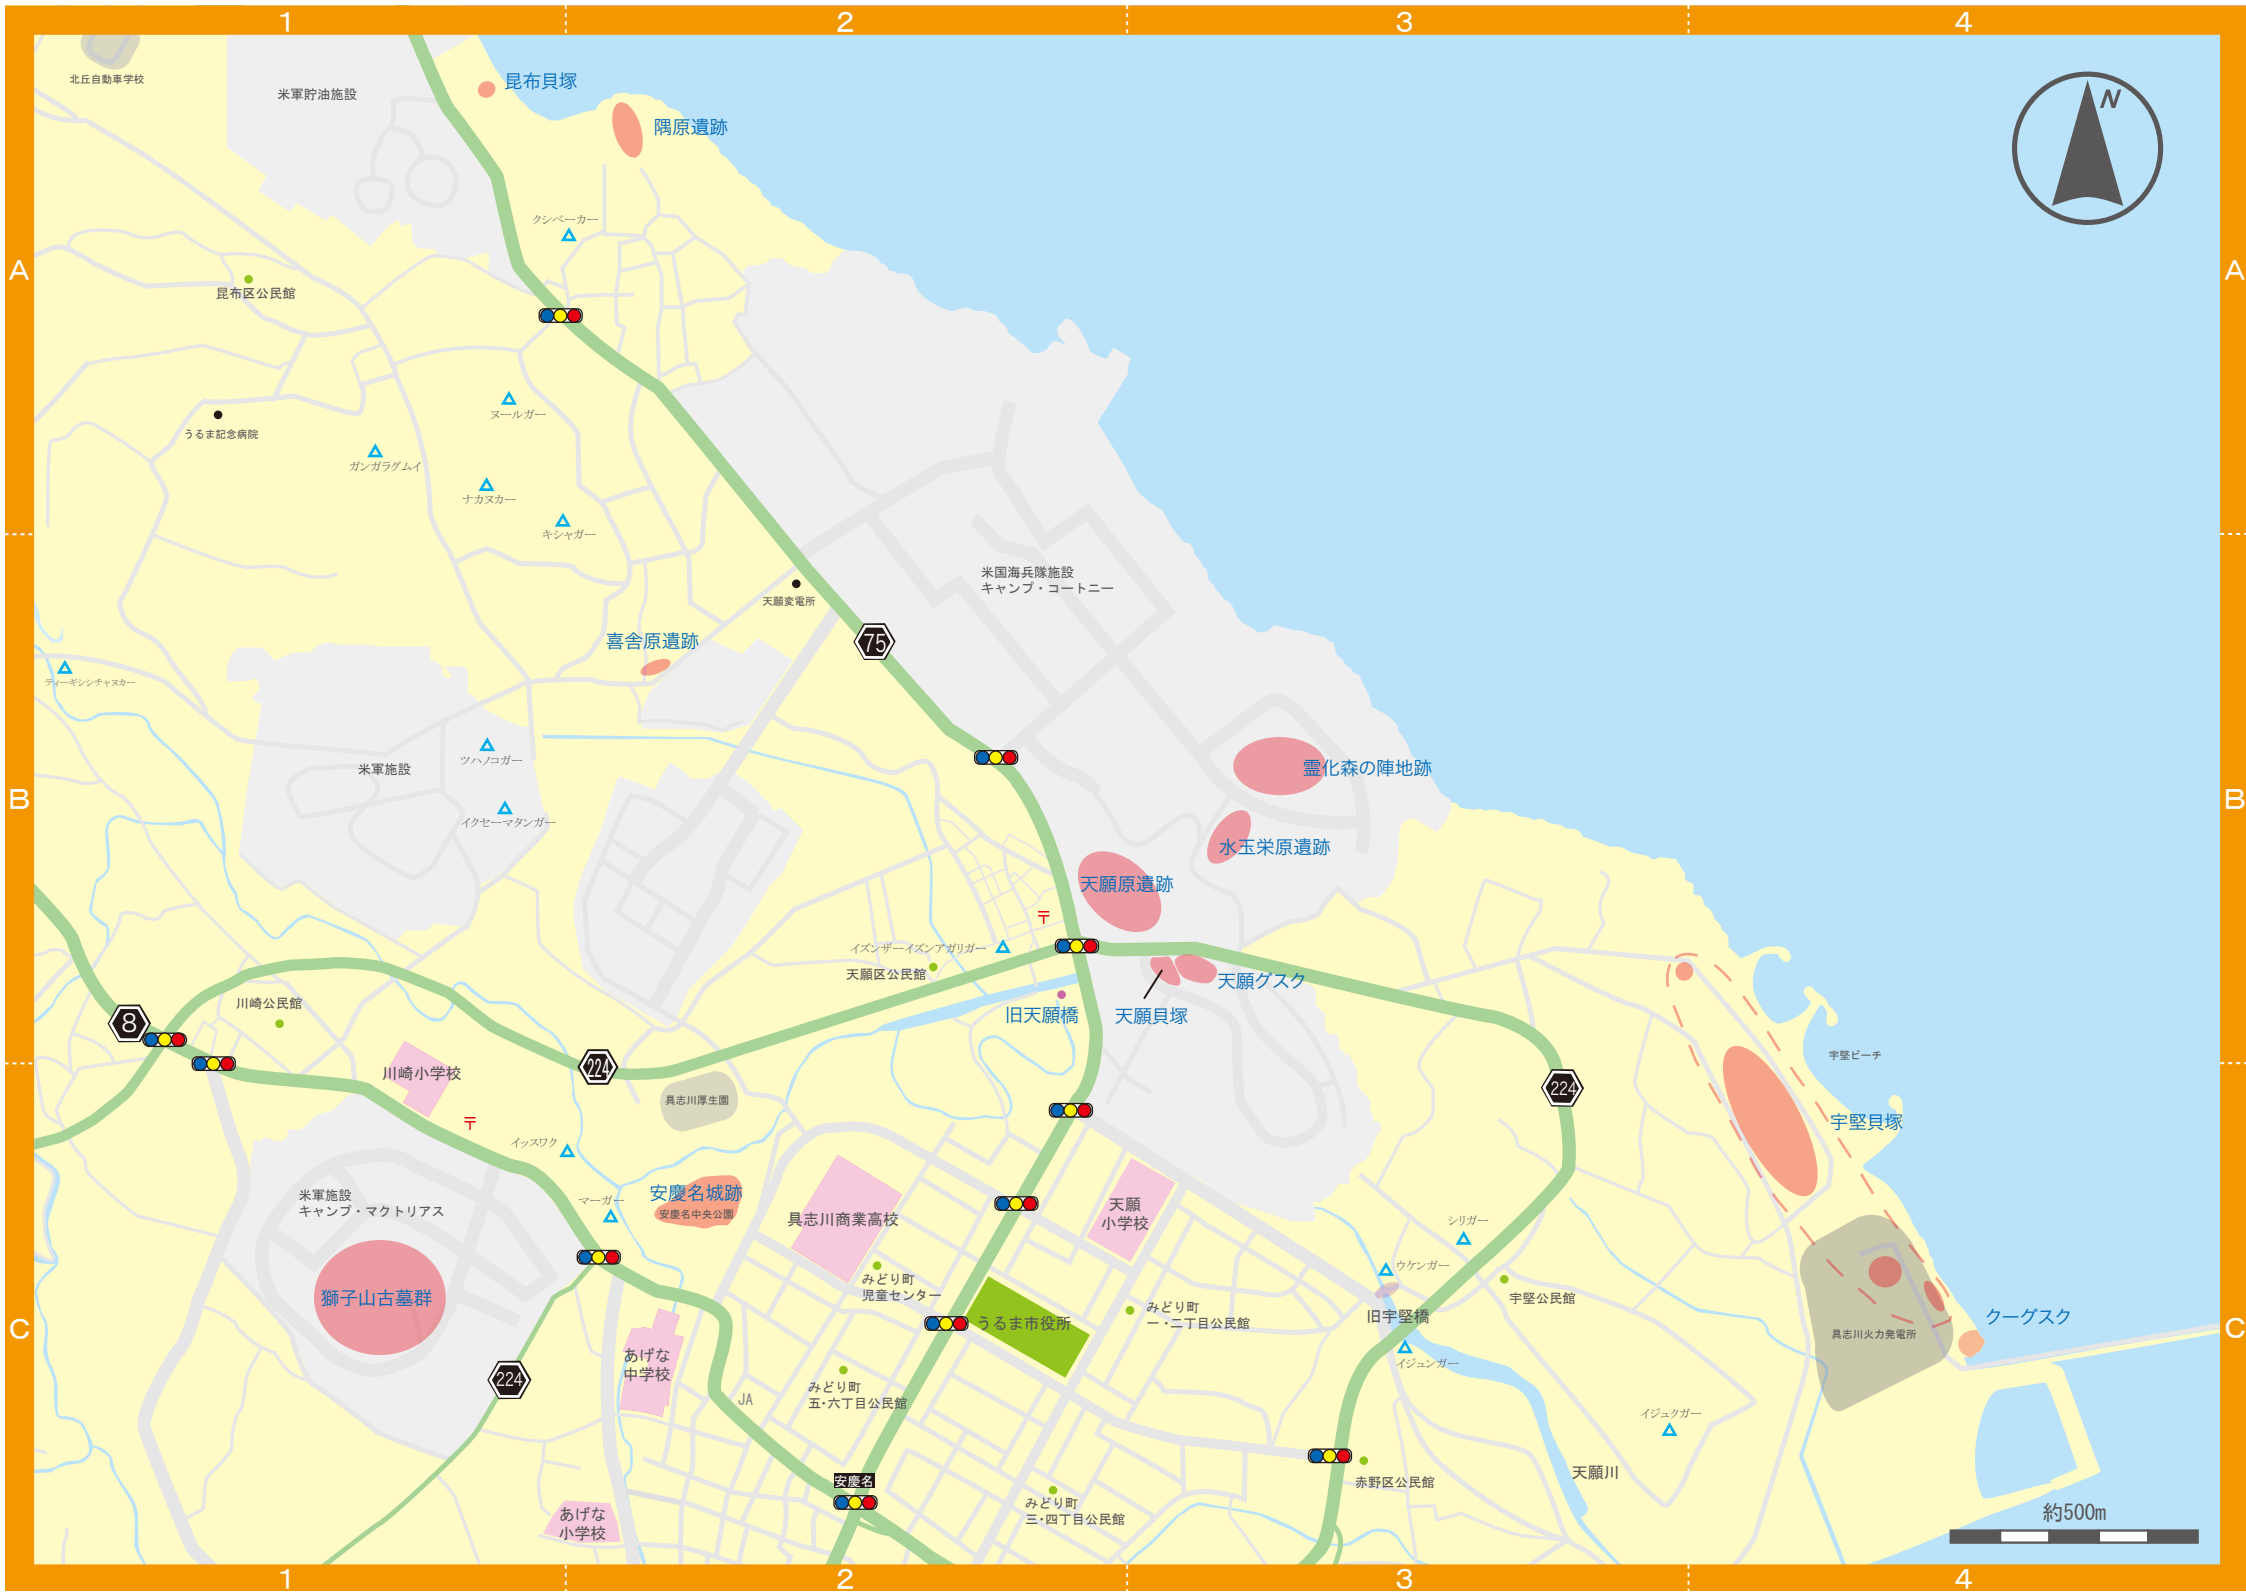 1
2
3
4
北丘自動車学校
米軍貯油施設
昆布貝塚
隅原遺跡
N
クシベーカー
A
A
昆布区公民館
ヌールガー
うるま記念病院
ガンガラグムイ
ナカヌカー
キシャガー
米国海兵隊施設
キャンプ・コートニー
天願変電所
喜舎原遺跡
75
ティーギシシチャヌカー
ツハノコガー
米軍施設
霊化森の陣地跡
B
B
イクセーマタンガー
水玉栄原遺跡
天願原遺跡
〒
イズンザーイズンアガリガー
天願区公民館
天願グスク
川崎公民館
旧天願橋
天願貝塚
8
宇堅ビーチ
川崎小学校
224
224
具志川厚生園
〒
宇堅貝塚
イッスワク
米軍施設
キャンプ・マクトリアス
マーガー
安慶名城跡
安慶名中央公園
具志川商業高校
天願
小学校
シリガー
ウケンガー
みどり町
児童センター
獅子山古墓群
宇堅公民館
みどり町
一・二丁目公民館
旧宇堅橋
クーグスク
C
C
うるま市役所
具志川火力発電所
あげな
中学校
イジュンガー
224
みどり町
五・六丁目公民館
JA
イジュクガー
安慶名
天願川
赤野区公民館
みどり町
三・四丁目公民館
あげな
小学校
約500m
1
2
3
4